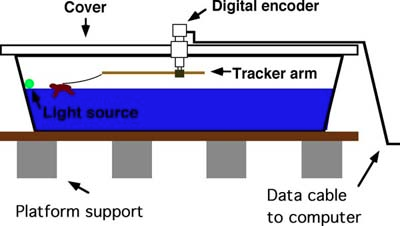 Cover
Digital encoder
Tracker arm
Light source
Platform support
Data cable
to computer